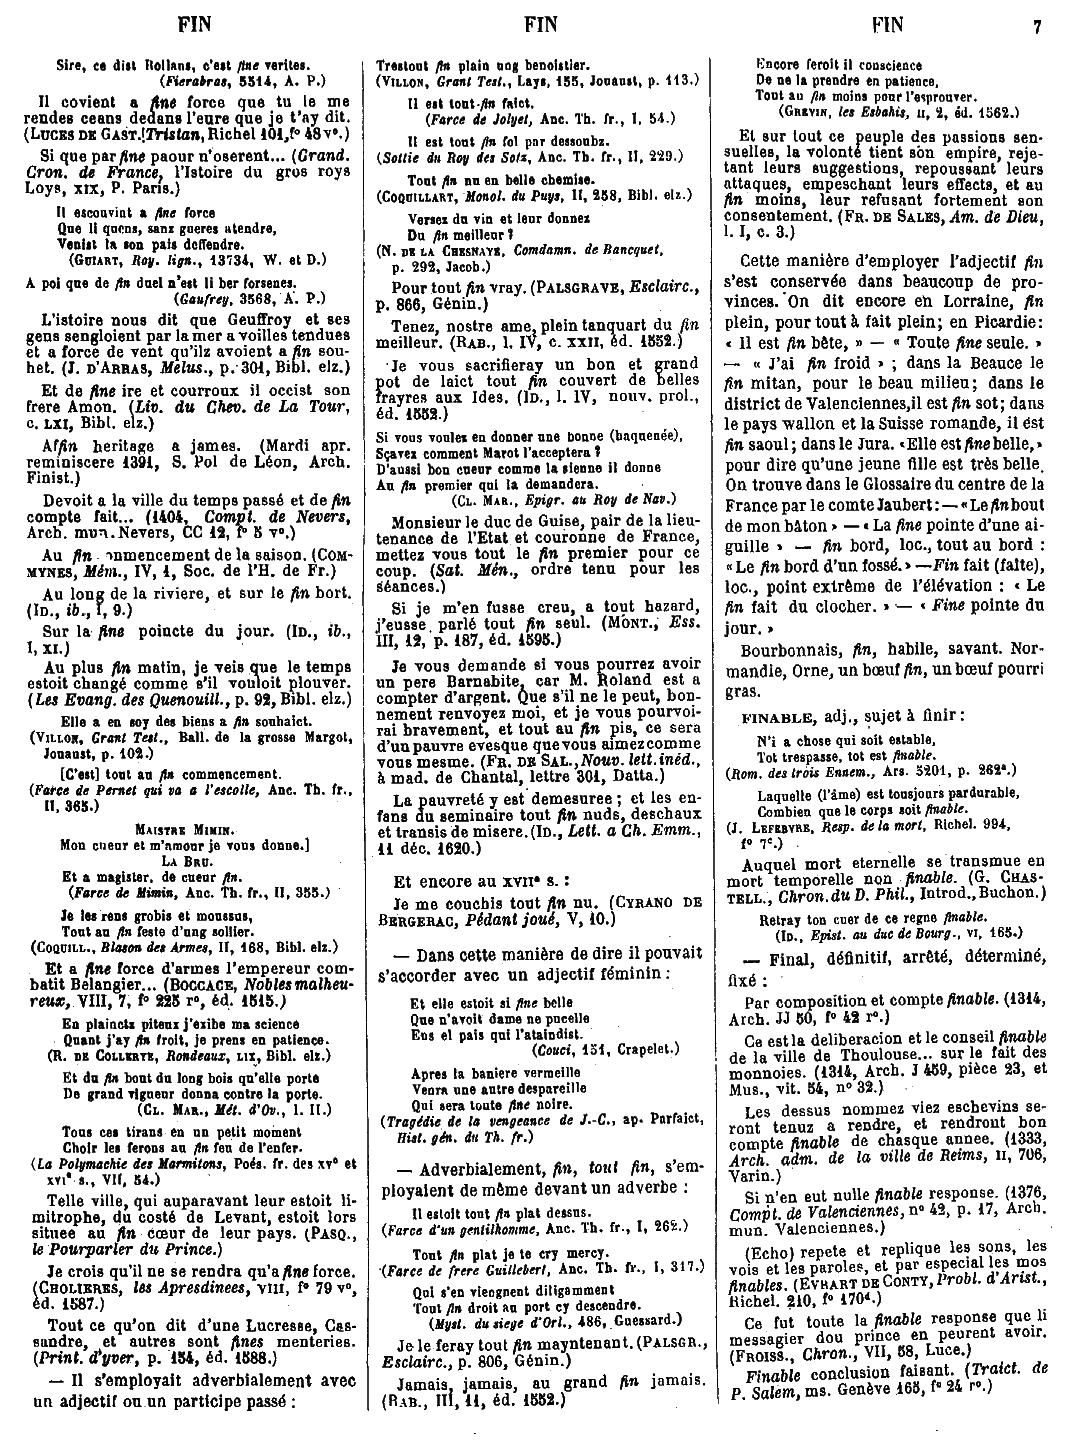 FIN
FIN
FIN
7
Sire, ce dist Rollans, c'est fine verites.
(Fierabras, 5514, A. P.)
Il covient a fine force que tu le me
rendes ceans dedans l'eure que je t'ay dit.
(LUCES DE GAST, Tristan, Richel 101, f° 48 v°.)
Si que par fine paour n'oserent... (Grand.
Cron. de France, l'Istoire du gros roys
Loys, XIX, P. Paris.)
Il escouvint a fine force
Que li quens, sanz gueres atendre,
Venist la son pais deffendre.
(GUIART, Roy. lign., 13734, W. et D.)
A poi que de fin duel n'est li ber forsenes.
(Gaufrey, 3568, A. P.)
L'istoire nous dit que Geuffroy et ses
gens sengloient par la mer a voilles tendues
et a force de vent qu'ilz avoient a fin sou-
het. (J. D'ARRAS, Melus., p. 301, Bibl. elz.)
Et de fine ire et courroux il occist son
frere Amon. (Liv. du Chev. de La Tour,
c. LXI, Bibl. elz.)
Affin heritage a james. (Mardi apr.
reminiscere 1391, S. Pol de Léon, Arch.
Finist.)
Devoit a la ville du temps passé et de fin
compte fait... (1404, Compt. de Nevers,
Arch. mun. Nevers, CC 12, f° 5 v°.)
Au fin commencement de la saison. (COM-
MYNES, Mém., IV, 1, Soc. de l'H. de Fr.)
Au long de la riviere, et sur le fin bort.
(ID., ib., I, 9.)
Sur la fine poincte du jour. (ID., ib.,
I, XI.)
Au plus fin matin, je veis que le temps
estoit changé comme s'il vouloit plouver.
(Les Evang. des Quenouill., p. 92, Bibl. elz.)
Elle a en soy des biens a fin souhaict.
(VILLON, Grant Test., Ball. de la grosse Margot,
Jouaust, p. 102.)
[C'est] tout au fin commencement.
(Farce de Pernet qui va a l'escolle, Anc. Th. fr.,
II, 365.)
MAISTRE MIMIN.
Mon cueur et m'amour je vous donne.]
LA BRU.
Et a magister, de cueur fin.
(Farce de Mimin, Anc. Th. fr., II, 355.)
Je les rens grobis et moussus,
Tout au fin feste d'ung sollier.
(COQUILL., Blason des Armes, II, 168, Bibl. elz.)
Et a fine force d'armes l'empereur com-
batit Belangier... (BOCCACE, Nobles malheu-
reux, VIII, 7, f° 225 r°, éd. 1515.)
En plainctz piteux j'exibe ma science
Quant j'ay fin froit, je prens en patience.
(R. DE COLLERYE, Rondeaux, LIX, Bibl. elz.)
Et du fin bout du long bois qu'elle porte
De grand vigueur donna contre la porte.
(CL. MAR., Mét. d'Ov., l. II.)
Tous ces tirans en un petit moment
Choir les ferons au fin feu de l'enfer.
(La Polymachie des Marmitons, Poés. fr. des XV° et
XVI° s., VII, 54.)
Telle ville, qui auparavant leur estoit li-
mitrophe, du costé de Levant, estoit lors
situee au fin cœur de leur pays. (PASQ.,
le Pourparler du Prince.)
Je crois qu'il ne se rendra qu'a fine force.
(CHOLIERES, les Apresdinees, VIII, f° 79 v°,
éd. 1587.)
Tout ce qu'on dit d'une Lucresse, Cas-
sandre, et autres sont fines menteries.
(Print. d'yver, p. 154, éd. 1588.)
— Il s'employait adverbialement avec
un adjectif ou un participe passé :
Trestout fin plain ung benoistier.
(VILLON, Grant Test., Lays, 155, Jouaust, p. 113.)
Il est tout-fin faict.
(Farce de Jolyet, Anc. Th. fr., I, 54.)
Il est tout fin fol par dessoubz.
(Sottie du Roy des Sotz, Anc. Th. fr., II, 229.)
Tout fin nu en belle chemise.
(COQUILLART, Monol. du Puys, II, 258, Bibl. elz.)
Versez du vin et leur donnez
Du fin meilleur ?
(N. DE LA CHESNAYE, Comdamn. de Bancquet,
p. 292, Jacob.)
Pour tout fin vray. (PALSGRAVE, Esclairc.,
p. 866, Génin.)
Tenez, nostre ame, plein tanquart du fin
meilleur. (RAB., l. IV, c. XXII, éd. 1552.)
Je vous sacrifieray un bon et grand
pot de laict tout fin couvert de belles
frayres aux Ides. (ID., l. IV, nouv. prol.,
éd. 1552.)
Si vous voulez en donner une bonne (haquenée),
Sçavez comment Marot l'acceptera ?
D'aussi bon cueur comme la sienne il donne
Au fin premier qui la demandera.
(CL. MAR., Epigr. au Roy de Nav.)
Monsieur le duc de Guise, pair de la lieu-
tenance de l'Etat et couronne de France,
mettez vous tout le fin premier pour ce
coup. (Sat. Mén., ordre tenu pour les
séances.)
Si je m'en fusse creu, a tout hazard,
j'eusse parlé tout fin seul. (MONT., Ess.
III, 12, p. 187, éd. 1595.)
Je vous demande si vous pourrez avoir
un pere Barnabite, car M. Roland est a
compter d'argent. Que s'il ne le peut, bon-
nement renvoyez moi, et je vous pourvoi-
rai bravement, et tout au fin pis, ce sera
d'un pauvre evesque que vous aimez comme
vous mesme. (FR. DE SAL., Nouv. lett. inéd.,
à mad. de Chantal, lettre 301, Datta.)
La pauvreté y est demesuree ; et les en-
fans du seminaire tout fin nuds, deschaux
et transis de misere. (ID., Lett. a Ch. Emm.,
11 déc. 1620.)
Et encore au XVII° s. :
Je me couchis tout fin nu. (CYRANO DE
BERGERAC, Pédant joué, V, 10.)
— Dans cette manière de dire il pouvait
s'accorder avec un adjectif féminin :
Et elle estoit si fine belle
Que n'avoit dame ne pucelle
Ens el pais qui l'ataindist.
(Couci, 151, Crapelet.)
Apres la baniere vermeille
Venra une autre despareille
Qui sera toute fine noire.
(Tragédie de la vengeance de J.-C., ap. Parfaict,
Hist. gén. du Th. fr.)
— Adverbialement, fin, tout fin, s'em-
ployaient de même devant un adverbe :
Il estoit tout fin plat dessus.
(Farce d'un gentilhomme, Anc. Th. fr., I, 262.)
Tout fin plat je te cry mercy.
(Farce de frere Guillebert, Anc. Th. fr., I, 317.)
Qui s'en viengnent diligemment
Tout fin droit au port cy descendre.
(Myst. du siege d'Orl., 486, Guessard.)
Je le feray tout fin mayntenant. (PALSGR.,
Esclairc., p. 806, Génin.)
Jamais, jamais, au grand fin jamais.
(RAB., III, 11, éd. 1552.)
Encore feroit il conscience
De ne la prendre en patience,
Tout au fin moins pour l'esprouver.
(GREVIN, les Esbahis, II, 2, éd. 1562.)
Et sur tout ce peuple des passions sen-
suelles, la volonté tient son empire, reje-
tant leurs suggestions, repoussant leurs
attaques, empeschant leurs effects, et au
fin moins, leur refusant fortement son
consentement. (FR. DE SALES, Am. de Dieu,
l. I, c. 3.)
Cette manière d'employer l'adjectif fin
s'est conservée dans beaucoup de pro-
vinces. On dit encore en Lorraine, fin
plein, pour tout à fait plein; en Picardie:
« Il est fin bête, » — « Toute fine seule. »
— « J'ai fin froid » ; dans la Beauce le
fin mitan, pour le beau milieu; dans le
district de Valenciennes, il est fin sot; dans
le pays wallon et la Suisse romande, il est
fin saoul; dans le Jura. «Elle est fine belle,»
pour dire qu'une jeune fille est très belle.
On trouve dans le Glossaire du centre de la
France par le comte Jaubert: — «Le fin bout
de mon bâton » — « La fine pointe d'une ai-
guille » — fin bord, loc., tout au bord :
«Le fin bord d'un fossé.» — Fin fait (faîte),
loc., point extrême de l'élévation : « Le
fin fait du clocher. » — « Fine pointe du
jour. »
Bourbonnais, fin, habile, savant. Nor-
mandie, Orne, un bœuf fin, un bœuf pourri
gras.
FINABLE, adj., sujet à finir :
N'i a chose qui soit estable,
Tot trespasse, tot est finable.
(Rom. des trois Ennem., Ars. 5201, p. 262ª.)
Laquelle (l'âme) est tousjours pardurable,
Combien que le corps soit finable.
(J. LEFEBVRE, Resp. de la mort, Richel. 994,
f° 7ᶜ.)
Auquel mort eternelle se transmue en
mort temporelle non finable. (G. CHAS-
TELL., Chron. du D. Phil., Introd., Buchon.)
Retray ton cuer de ce regne finable.
(ID., Epist. au duc de Bourg., VI, 165.)
— Final, définitif, arrêté, déterminé,
fixé :
Par composition et compte finable. (1314,
Arch. JJ 50, f° 42 r°.)
Ce est la deliberacion et le conseil finable
de la ville de Thoulouse... sur le fait des
monnoies. (1314, Arch. J 459, pièce 23, et
Mus., vit. 54, n° 32.)
Les dessus nommez viez eschevins se-
ront tenuz a rendre, et rendront bon
compte finable de chasque annee. (1333,
Arch. adm. de la ville de Reims, II, 706,
Varin.)
Si n'en eut nulle finable response. (1376,
Compt. de Valenciennes, n° 42, p. 17, Arch.
mun. Valenciennes.)
(Echo) repete et replique les sons, les
vois et les paroles, et par especial les mos
finables. (EVRART DE CONTY, Probl. d'Arist.,
Richel. 210, f° 170ᵈ.)
Ce fut toute la finable response que li
messagier dou prince en peurent avoir.
(FROISS., Chron., VII, 58, Luce.)
Finable conclusion faisant. (Traict. de
P. Salem, ms. Genève 165, f° 24 r°.)